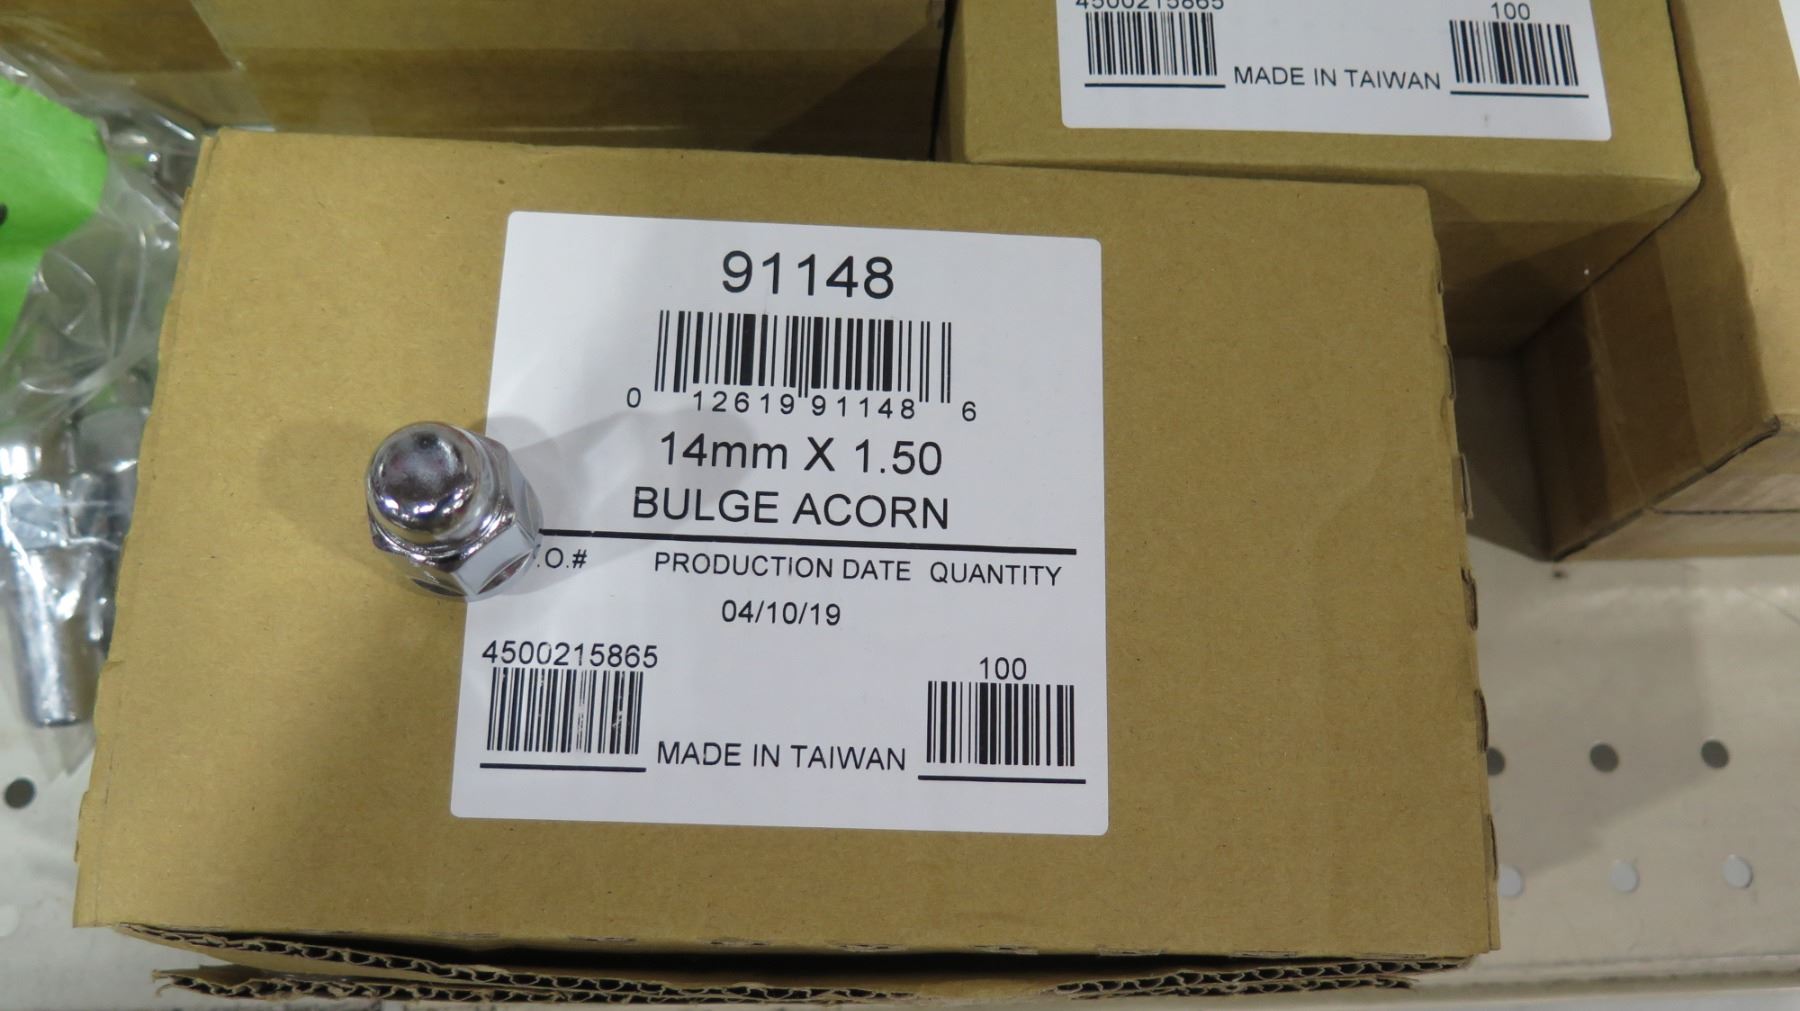 4500215865
100
MADE IN TAIWAN
91148
0 12619 91148 6
14mm X 1.50
BULGE ACORN
.O.# PRODUCTION DATE QUANTITY
04/10/19
4500215865
100
MADE IN TAIWAN